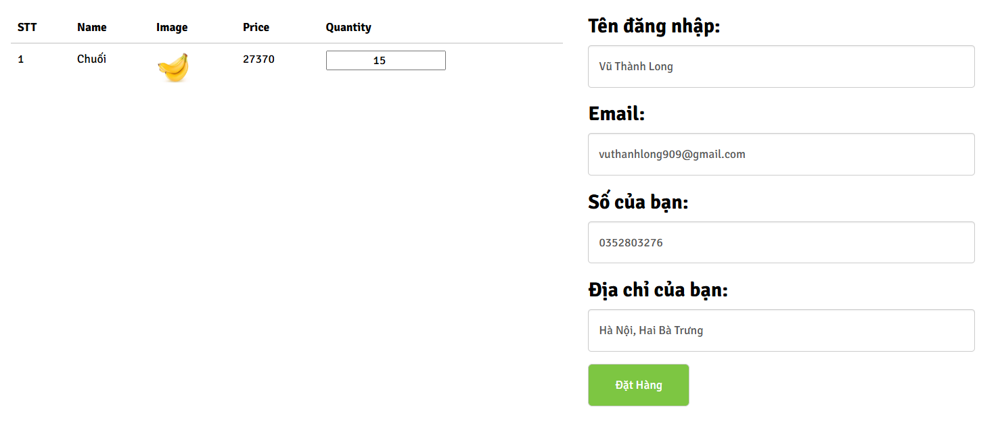 STT Name Image Price Quantity
1 Chuối 27370 15
Tên đăng nhập:
Vũ Thành Long
Email:
vuthanhlong909@gmail.com
Số của bạn:
0352803276
Địa chỉ của bạn:
Hà Nội, Hai Bà Trưng
Đặt Hàng